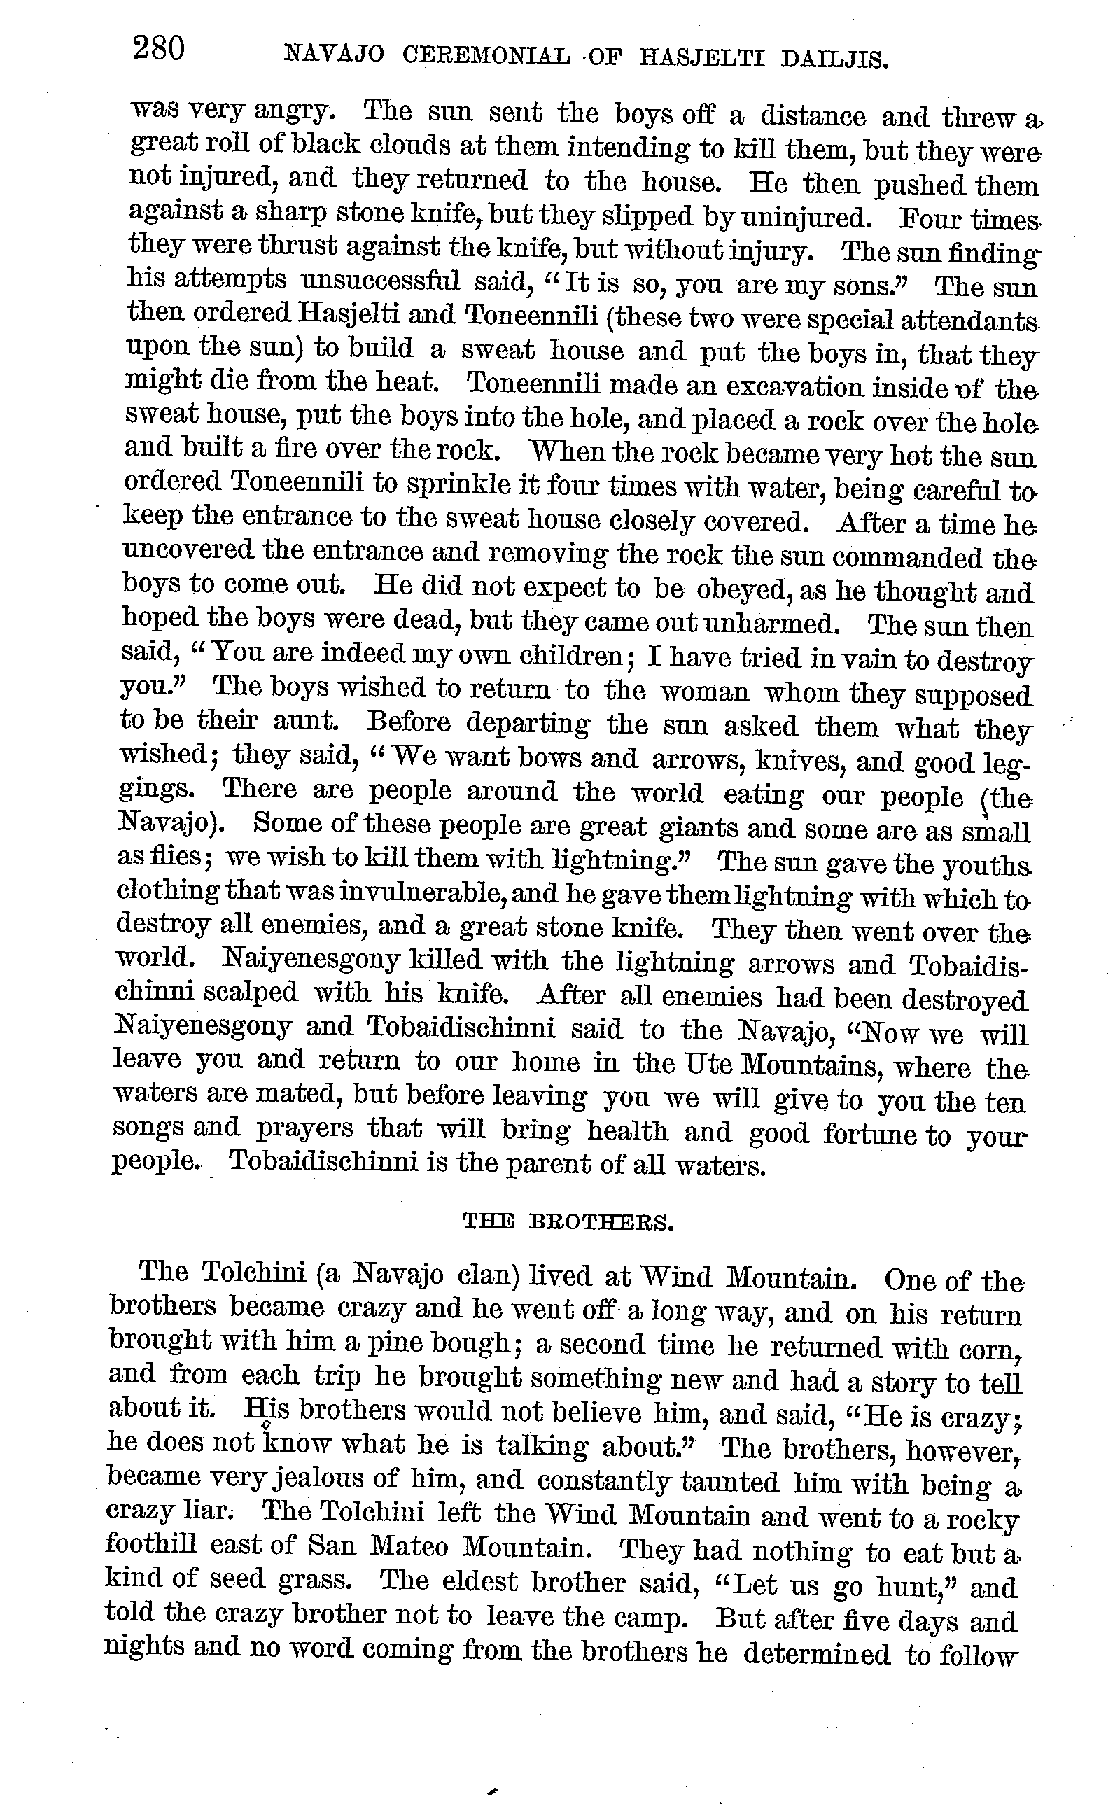 280 NAVAJO CEREMONIAL OF HASJELTI DAILJIS.
was very angry. The sun sent the boys off a distance and threw a
great roll of black clouds at them intending to kill them, but they were
not injured, and they returned to the house. He then pushed them
against a sharp stone knife, but they slipped by uninjured. Four times
they were thrust against the knife, but without injury. The sun finding
his attempts unsuccessful said, "It is so, you are my sons." The sun
then ordered Hasjelti and Toneennili (these two were special attendants
upon the sun) to build a sweat house and put the boys in, that they
might die from the heat. Toneennili made an excavation inside of the
sweat house, put the boys into the hole, and placed a rock over the hole
and built a fire over the rock. When the rock became very hot the sun
ordered Toneennili to sprinkle it four times with water, being careful to
keep the entrance to the sweat house closely covered. After a time he
uncovered the entrance and removing the rock the sun commanded the
boys to come out. He did not expect to be obeyed, as he thought and
hoped the boys were dead, but they came out unharmed. The sun then
said, "You are indeed my own children; I have tried in vain to destroy
you." The boys wished to return to the woman whom they supposed
to be their aunt. Before departing the sun asked them what they
wished; they said, "We want bows and arrows, knives, and good leg-
gings. There are people around the world eating our people (the
Navajo). Some of these people are great giants and some are as small
as flies; we wish to kill them with lightning." The sun gave the youths
clothing that was invulnerable, and he gave them lightning with which to
destroy all enemies, and a great stone knife. They then went over the
world. Naiyenesgony killed with the lightning arrows and Tobaidis-
chinni scalped with his knife. After all enemies had been destroyed
Naiyenesgony and Tobaidischinni said to the Navajo, "Now we will
leave you and return to our home in the Ute Mountains, where the
waters are mated, but before leaving you we will give to you the ten
songs and prayers that will bring health and good fortune to your
people. Tobaidischinni is the parent of all waters.
THE BROTHERS.
The Tolchini (a Navajo clan) lived at Wind Mountain. One of the
brothers became crazy and he went off a long way, and on his return
brought with him a pine bough; a second time he returned with corn,
and from each trip he brought something new and had a story to tell
about it. His brothers would not believe him, and said, "He is crazy;
he does not know what he is talking about." The brothers, however,
became very jealous of him, and constantly taunted him with being a
crazy liar. The Tolchini left the Wind Mountain and went to a rocky
foothill east of San Mateo Mountain. They had nothing to eat but a
kind of seed grass. The eldest brother said, "Let us go hunt," and
told the crazy brother not to leave the camp. But after five days and
nights and no word coming from the brothers he determined to follow